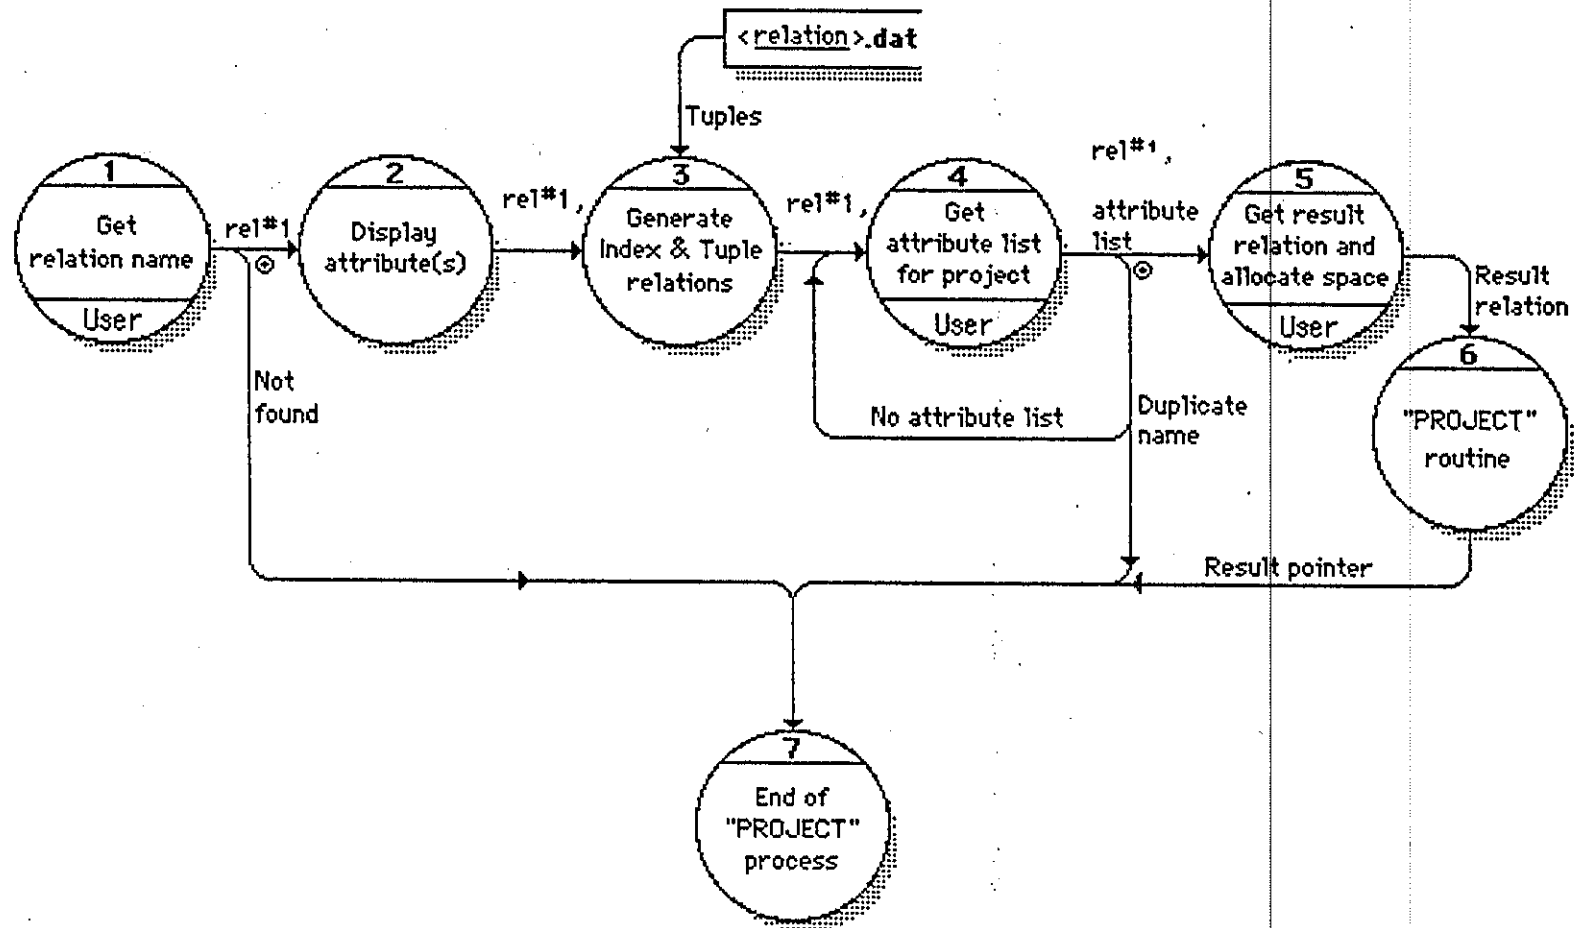 <relation>.dat
Tuples
1
Get
relation name
User
rel#1
⊕
Not
found
2
Display
attribute(s)
rel#1,
3
Generate
Index & Tuple
relations
rel#1,
4
Get
attribute list
for project
User
rel#1,
attribute
list
⊕
No attribute list
Duplicate
name
5
Get result
relation and
allocate space
User
Result
relation
6
"PROJECT"
routine
Result pointer
7
End of
"PROJECT"
process